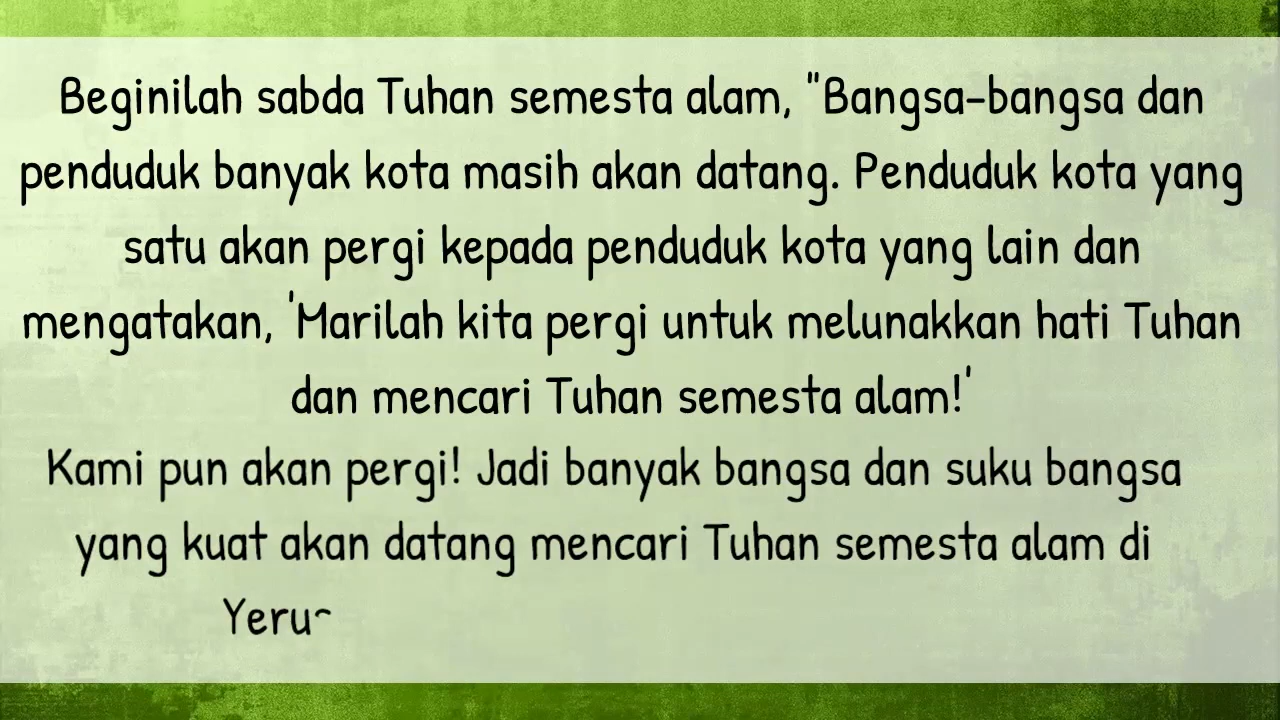 Beginilah sabda Tuhan semesta alam, "Bangsa-bangsa dan
penduduk banyak kota masih akan datang. Penduduk kota yang
satu akan pergi kepada penduduk kota yang lain dan
mengatakan, 'Marilah kita pergi untuk melunakkan hati Tuhan
dan mencari Tuhan semesta alam!'
Kami pun akan pergi! Jadi banyak bangsa dan suku bangsa
yang kuat akan datang mencari Tuhan semesta alam di
Yeru